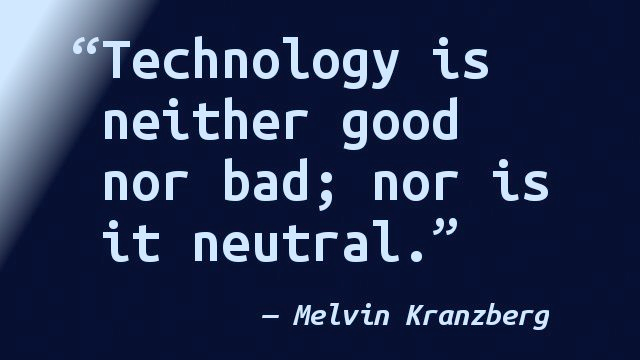 “Technology is
neither good
nor bad; nor is
it neutral.”
— Melvin Kranzberg